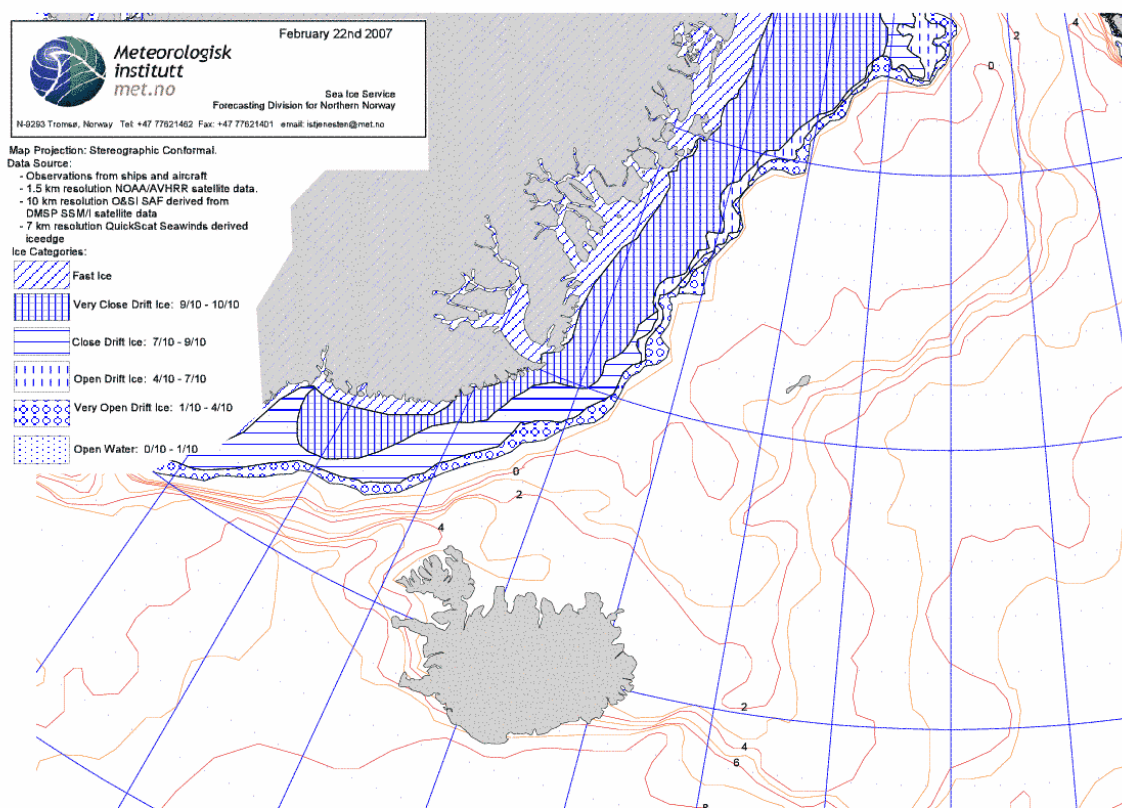 February 22nd 2007
Meteorologisk
institutt
met.no
Sea Ice Service
Forecasting Division for Northern Norway
N-9293 Tromsø, Norway Tel: +47 77621462 Fax: +47 77621401 email: istjenesten@met.no
Map Projection: Stereographic Conformal.
Data Source:
- Observations from ships and aircraft
- 1.5 km resolution NOAA/AVHRR satellite data.
- 10 km resolution O&SI SAF derived from
DMSP SSM/I satellite data
- 7 km resolution QuickScat Seawinds derived
iceedge
Ice Categories:
Fast Ice
Very Close Drift Ice: 9/10 - 10/10
Close Drift Ice: 7/10 - 9/10
Open Drift Ice: 4/10 - 7/10
Very Open Drift Ice: 1/10 - 4/10
Open Water: 0/10 - 1/10
4
2
0
0
2
4
2
4
6
8